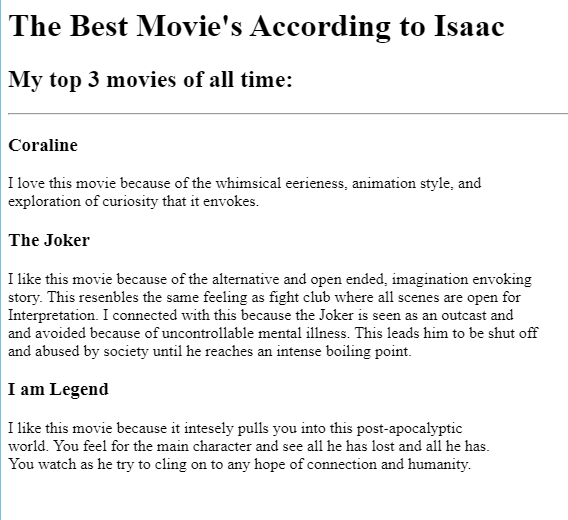 The Best Movie's According to Isaac
My top 3 movies of all time:
Coraline
I love this movie because of the whimsical eerieness, animation style, and
exploration of curiosity that it envokes.
The Joker
I like this movie because of the alternative and open ended, imagination envoking
story. This resenbles the same feeling as fight club where all scenes are open for
Interpretation. I connected with this because the Joker is seen as an outcast and
and avoided because of uncontrollable mental illness. This leads him to be shut off
and abused by society until he reaches an intense boiling point.
I am Legend
I like this movie because it intesely pulls you into this post-apocalyptic
world. You feel for the main character and see all he has lost and all he has.
You watch as he try to cling on to any hope of connection and humanity.